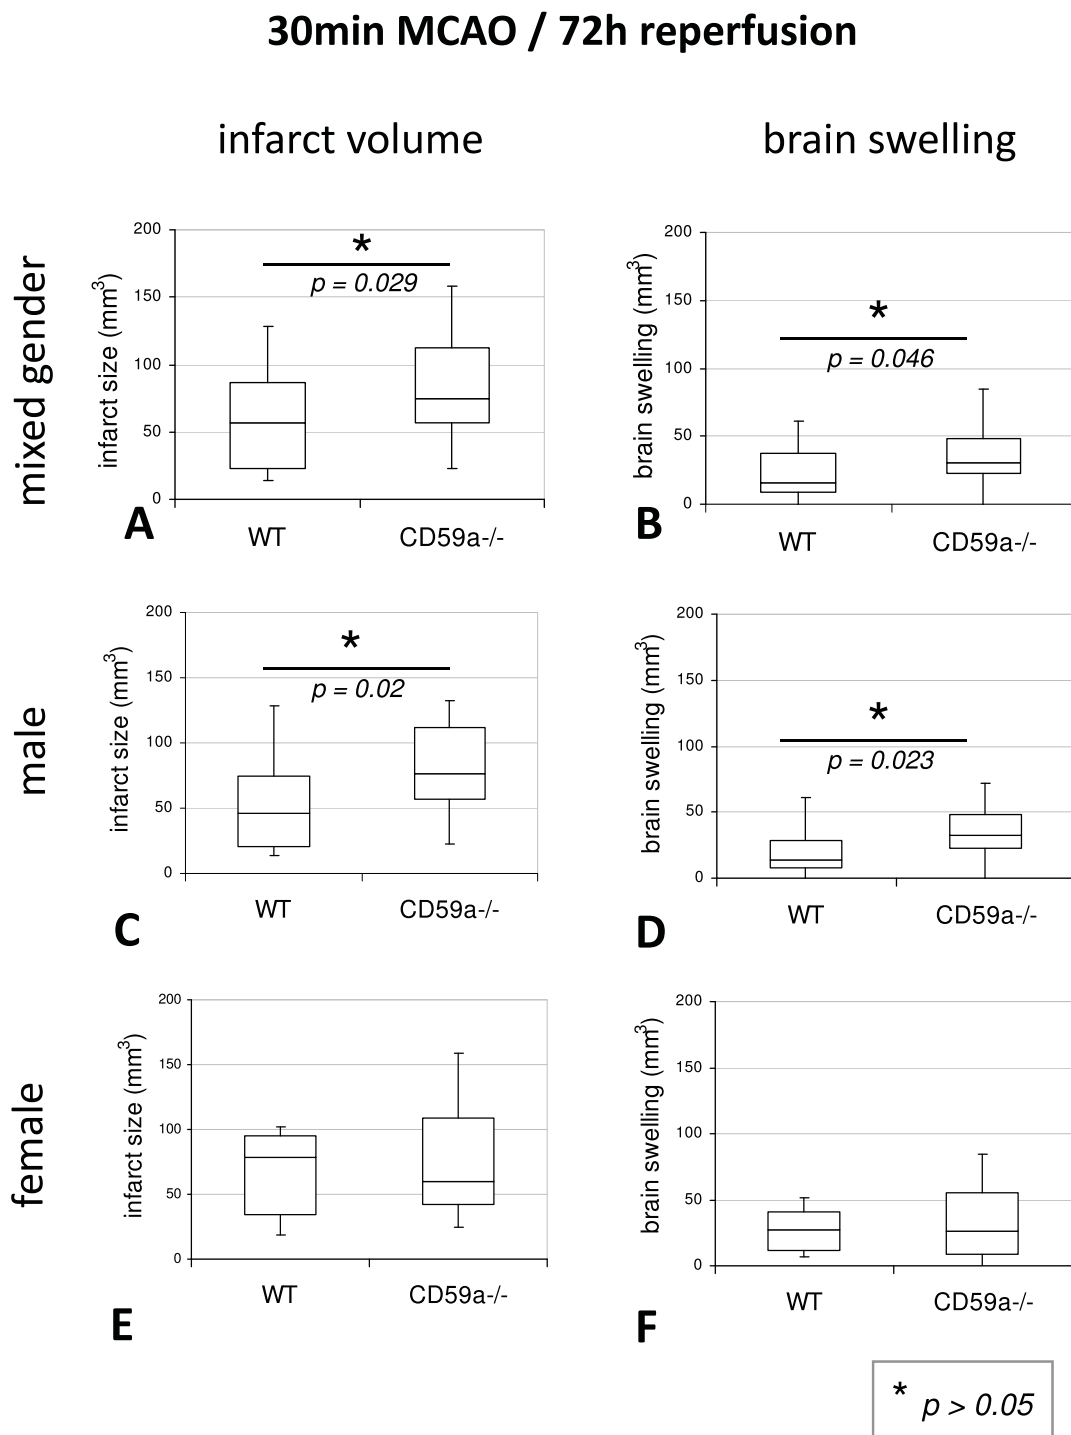 30min MCAO / 72h reperfusion
infarct volume
brain swelling
mixed gender
infarct size (mm³)
200
150
100
50
0
*
p = 0.029
A
WT
CD59a-/-
brain swelling (mm³)
200
150
100
50
0
*
p = 0.046
B
WT
CD59a-/-
male
infarct size (mm³)
200
150
100
50
0
*
p = 0.02
C
WT
CD59a-/-
brain swelling (mm³)
200
150
100
50
0
*
p = 0.023
D
WT
CD59a-/-
female
infarct size (mm³)
200
150
100
50
0
E
WT
CD59a-/-
brain swelling (mm³)
200
150
100
50
0
F
WT
CD59a-/-
* p > 0.05